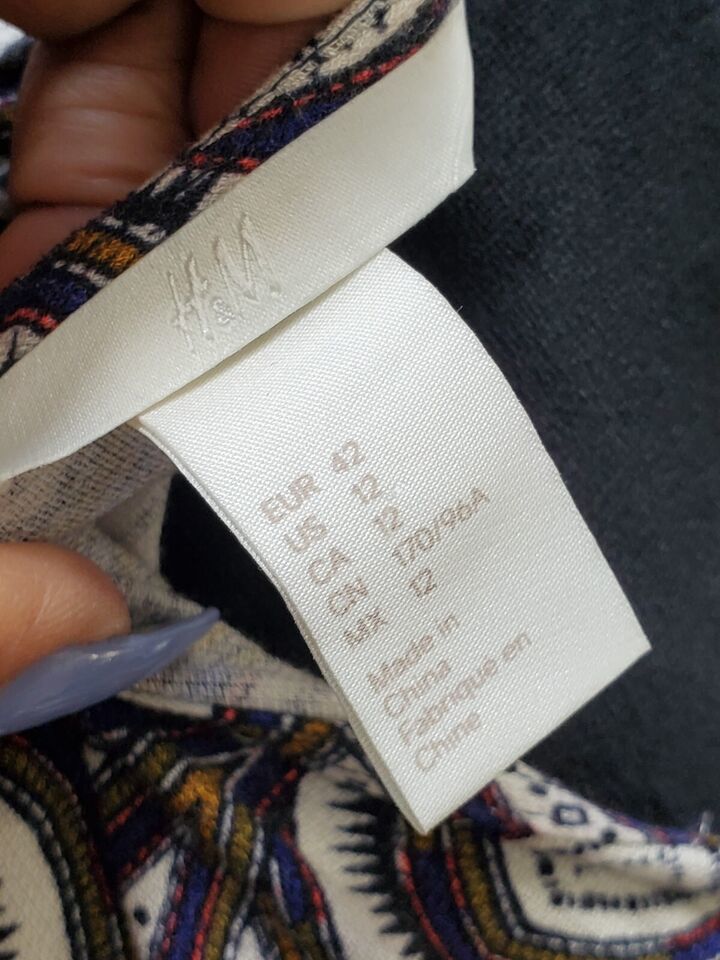 H&M
EUR 42
US 12
CA 12
CN 170/96A
MX 12
Made in
China
Fabriqué en
Chine